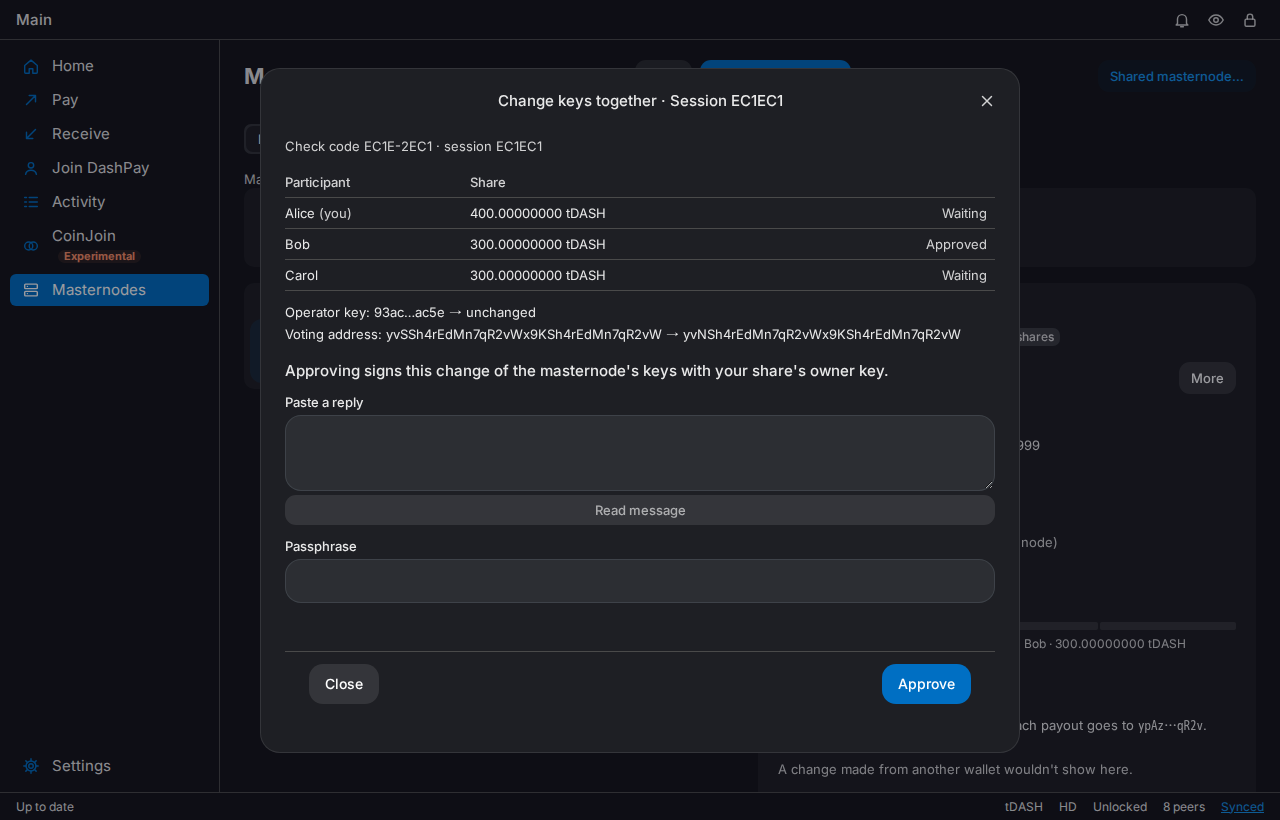 Main
Home
Pay
Receive
Join DashPay
Activity
CoinJoin
Experimental
Masternodes
Settings
Shared masternode...
Change keys together · Session EC1EC1
Check code EC1E-2EC1 · session EC1EC1
Participant Share
Alice (you) 400.00000000 tDASH Waiting
Bob 300.00000000 tDASH Approved
Carol 300.00000000 tDASH Waiting
Operator key: 93ac…ac5e → unchanged
Voting address: yvSSh4rEdMn7qR2vWx9KSh4rEdMn7qR2vW → yvNSh4rEdMn7qR2vWx9KSh4rEdMn7qR2vW
Approving signs this change of the masternode's keys with your share's owner key.
Paste a reply
Read message
Passphrase
Close Approve
shares
More
999
node)
Bob · 300.00000000 tDASH
payout goes to ypAz…qR2v.
A change made from another wallet wouldn't show here.
Up to date tDASH HD Unlocked 8 peers Synced